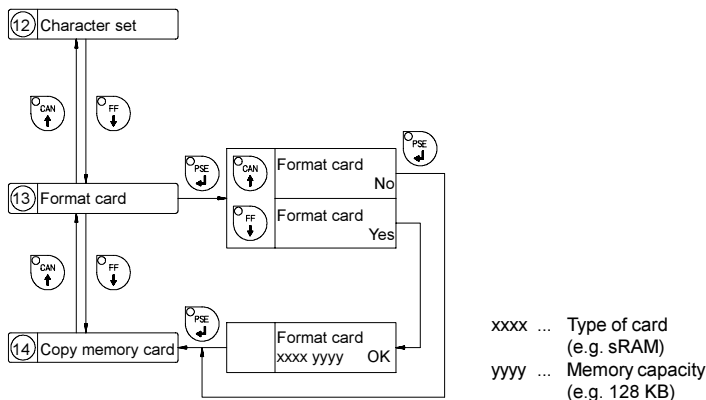 12 Character set
CAN
FF
PSE
PSE
CAN
Format card
No
13 Format card
FF
Format card
Yes
CAN
FF
PSE
14 Copy memory card
Format card
xxxx yyyy OK
xxxx ... Type of card
(e.g. sRAM)
yyyy ... Memory capacity
(e.g. 128 KB)